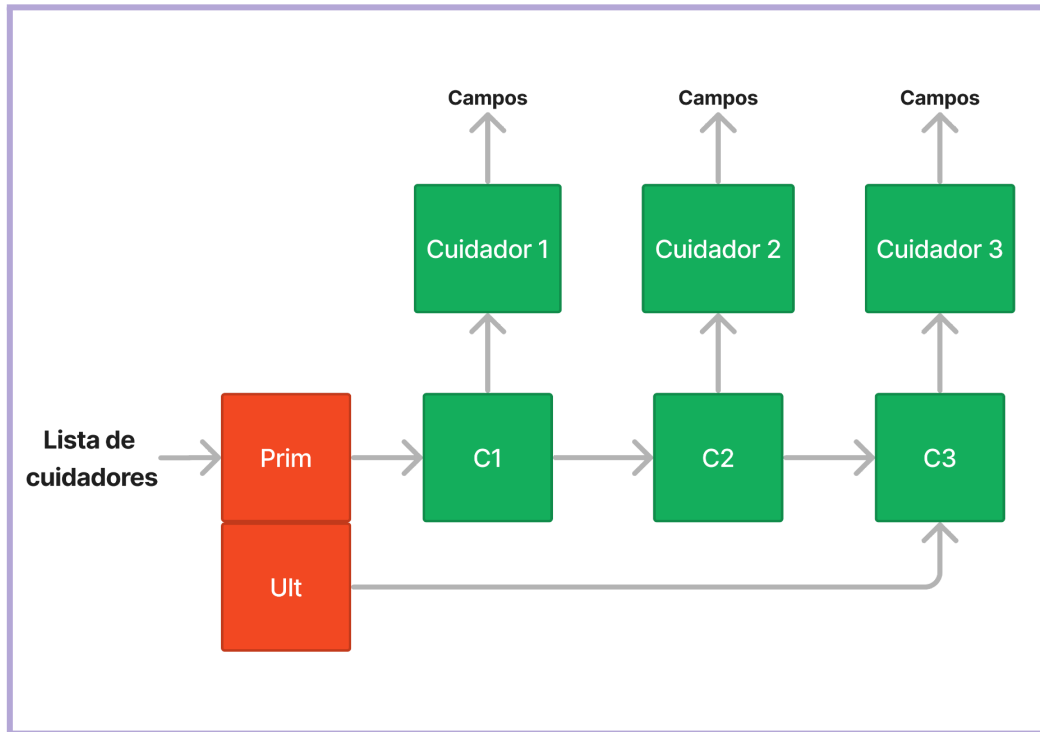 Campos
Campos
Campos
Cuidador 1
Cuidador 2
Cuidador 3
Lista de
cuidadores
Prim
C1
C2
C3
Ult